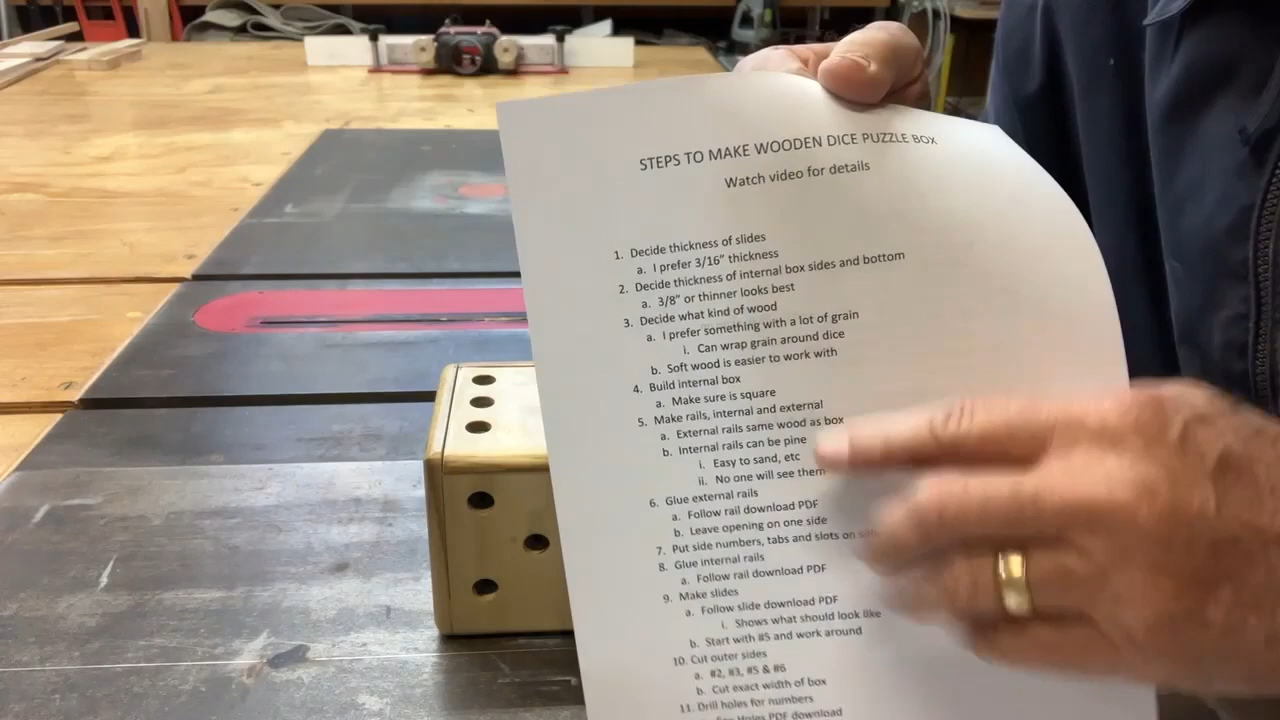 STEPS TO MAKE WOODEN DICE PUZZLE BOX
Watch video for details
1. Decide thickness of slides
a. I prefer 3/16" thickness
2. Decide thickness of internal box sides and bottom
a. 3/8" or thinner looks best
3. Decide what kind of wood
a. I prefer something with a lot of grain
i. Can wrap grain around dice
b. Soft wood is easier to work with
4. Build internal box
a. Make sure is square
5. Make rails, internal and external
a. External rails same wood as box
b. Internal rails can be pine
i. Easy to sand, etc
ii. No one will see them
6. Glue external rails
a. Follow rail download PDF
b. Leave opening on one side
7. Put side numbers, tabs and slots on
8. Glue internal rails
a. Follow rail download PDF
9. Make slides
a. Follow slide download PDF
i. Shows what should look like
b. Start with #5 and work around
10. Cut outer sides
a. #2, #3, #5 & #6
b. Cut exact width of box
11. Drill holes for numbers
Holes PDF download